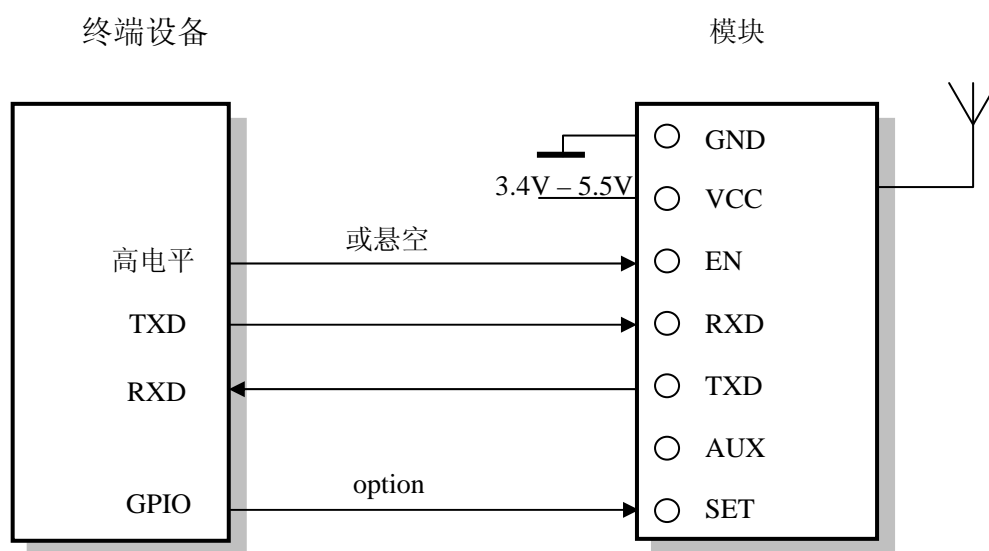 终端设备
模块
GND
3.4V – 5.5V
VCC
或悬空
高电平
EN
TXD
RXD
RXD
TXD
AUX
option
GPIO
SET